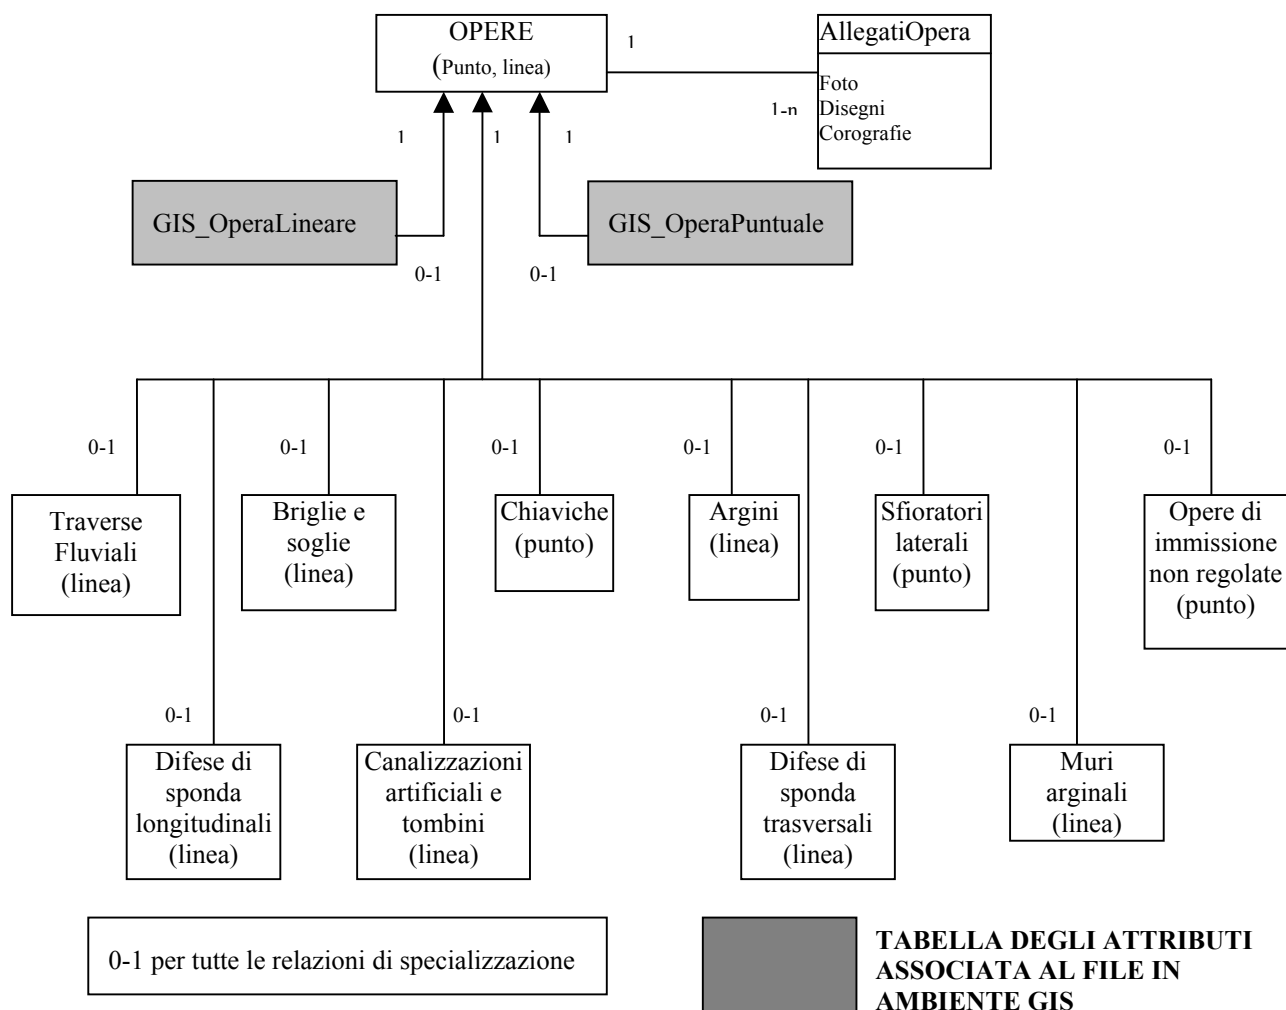 OPERE
(Punto, linea)
1
AllegatiOpera
Foto
Disegni
Corografie
1-n
1
1
1
GIS_OperaLineare
GIS_OperaPuntuale
0-1
0-1
0-1
0-1
0-1
0-1
0-1
0-1
Traverse
Fluviali
(linea)
Briglie e
soglie
(linea)
Chiaviche
(punto)
Argini
(linea)
Sfioratori
laterali
(punto)
Opere di
immissione
non regolate
(punto)
0-1
0-1
0-1
0-1
Difese di
sponda
longitudinali
(linea)
Canalizzazioni
artificiali e
tombini
(linea)
Difese di
sponda
trasversali
(linea)
Muri
arginali
(linea)
0-1 per tutte le relazioni di specializzazione
TABELLA DEGLI ATTRIBUTI
ASSOCIATA AL FILE IN
AMBIENTE GIS